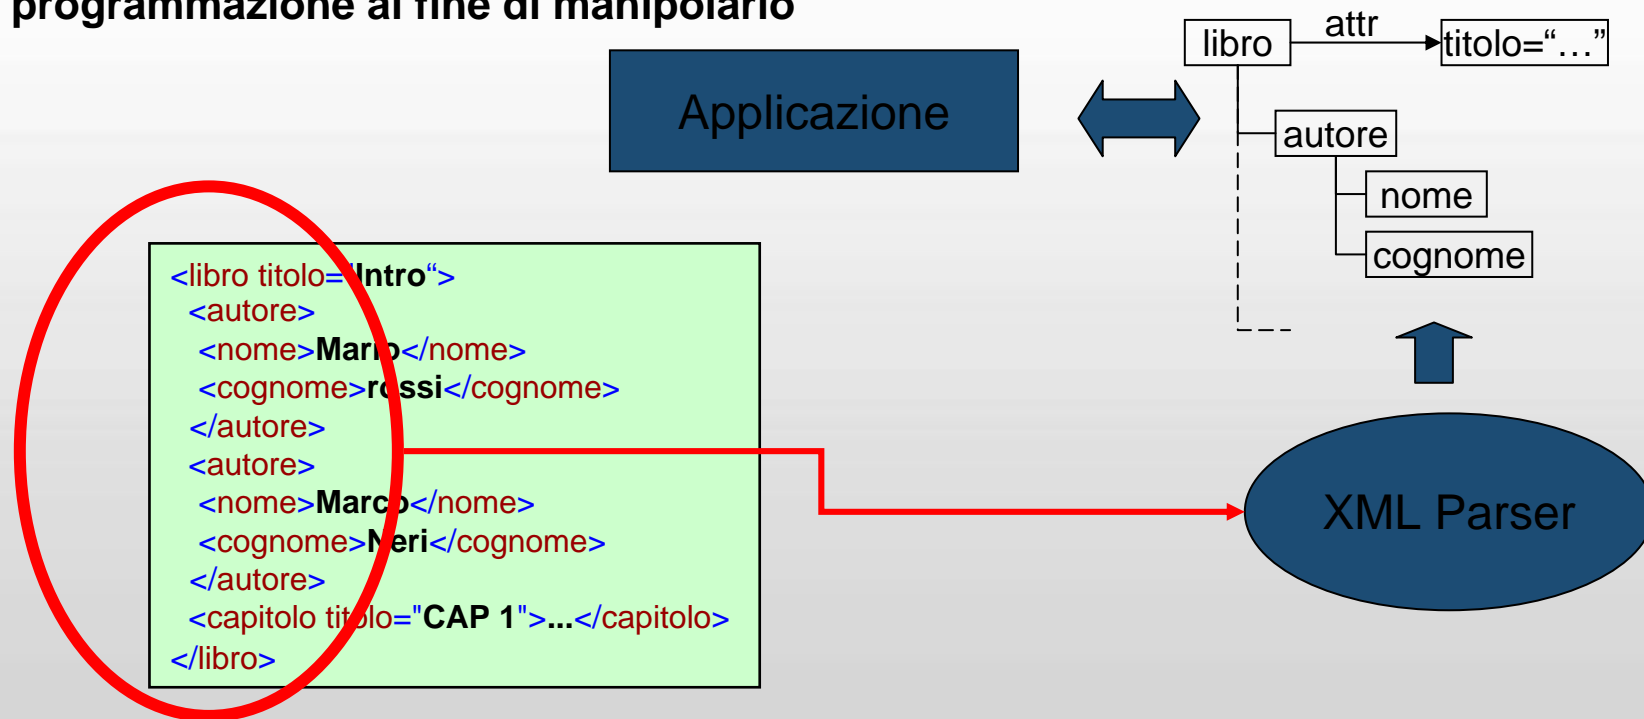 programmazione al fine di manipolarlo
attr
libro
titolo=“…”
Applicazione
autore
nome
cognome
<libro titolo="Intro“>
<autore>
<nome>Mario</nome>
<cognome>rossi</cognome>
</autore>
<autore>
<nome>Marco</nome>
<cognome>Neri</cognome>
</autore>
<capitolo titolo="CAP 1">...</capitolo>
</libro>
XML Parser